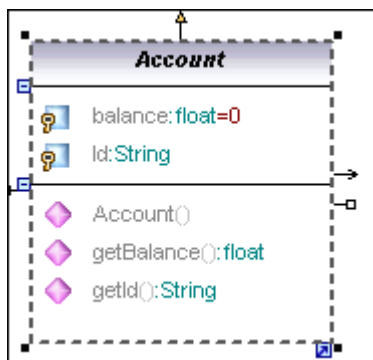 Account
balance:float=0
Id:String
Account()
getBalance():float
getId():String